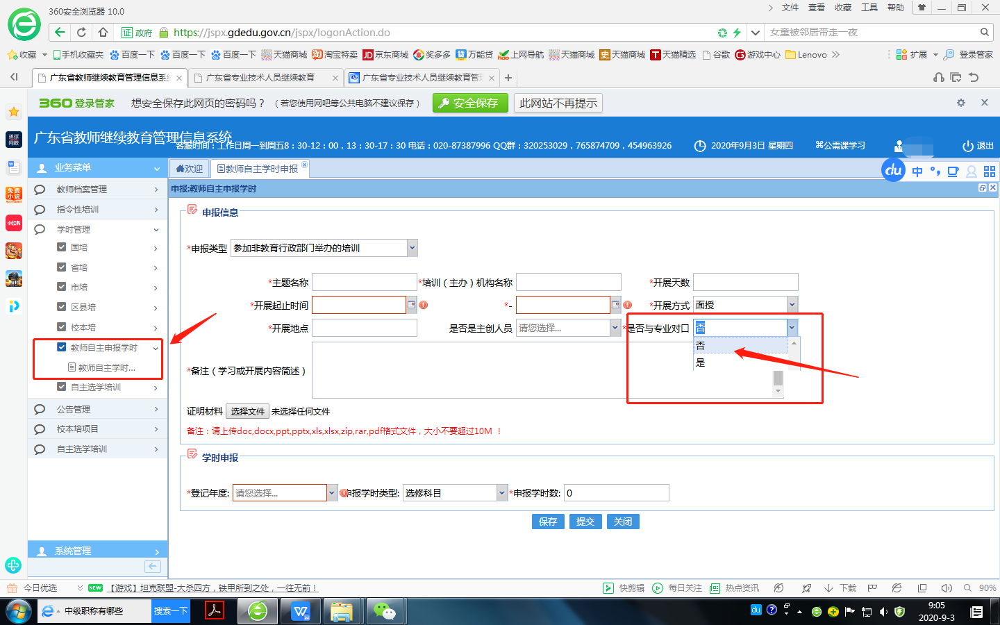 360安全浏览器 10.0
文件 查看 收藏 工具 帮助
证 政府 https://jspx.gdedu.gov.cn/jspx/logonAction.do
女童被邻居带走一夜
收藏 手机收藏夹 百度一下 百度一下 百度一下 天猫商城 淘宝特卖 京东商城 奖多多 万能贷 上网导航 天猫商城 天猫商城 天猫精选 谷歌 游戏中心 Lenovo 扩展 登录管家
广东省教师继续教育管理信息系 广东省专业技术人员继续教育 广东省专业技术人员继续教育管
360 登录管家 想安全保存此网页的密码吗？ （若您使用网吧等公共电脑不建议保存） 安全保存 此网站不再提示
广东省教师继续教育管理信息系统
客服时间：工作日周一到周五8：30-12：00，13：30-17：30 电话：020-87387996 QQ群：320253029，765874709，454963926
2020年9月3日 星期四 ⌘公需课学习 退出
业务菜单
欢迎 教师自主学时申报
du 中
教师档案管理
指令性培训
学时管理
国培
省培
市培
区县培
校本培
教师自主申报学时
教师自主学时...
自主选学培训
公告管理
校本培项目
自主选学培训
系统管理
申报:教师自主申报学时
申报信息
*申报类型 参加非教育行政部门举办的培训
*主题名称 *培训（主办）机构名称 *开展天数
*开展起止时间 *- *开展方式 面授
*开展地点 是否是主创人员 请您选择... *是否与专业对口 否
否
是
*备注（学习或开展内容简述）
证明材料 选择文件 未选择任何文件
备注：请上传doc,docx,ppt,pptx,xls,xlsx,zip,rar,pdf格式文件，大小不要超过10M ！
学时申报
*登记年度: 请您选择... 申报学时类型: 选修科目 *申报学时数: 0
保存 提交 关闭
今日优选 NEW 【游戏】坦克联盟-大杀四方，铁甲所到之处，一往无前！
快剪辑 每日关注 热点资讯 下载 90%
中级职称有哪些 搜索一下
du
9:05
2020-9-3